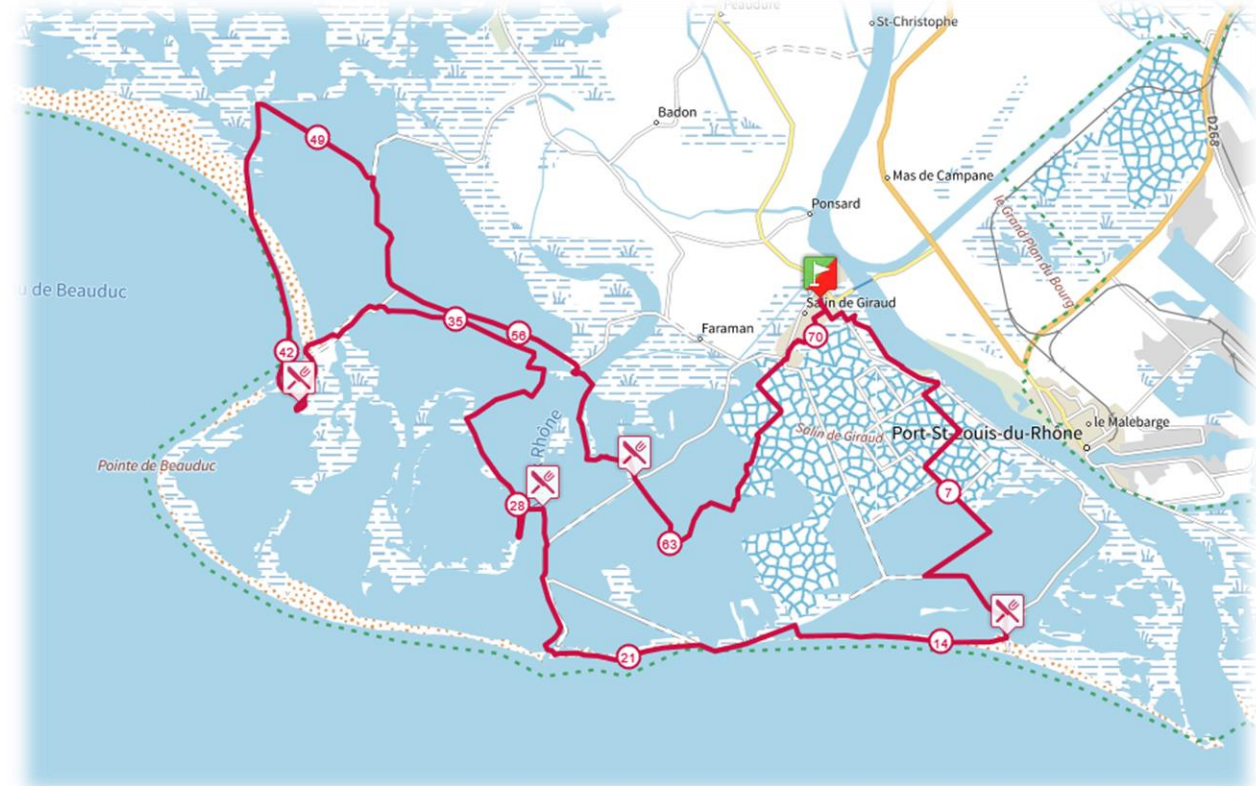 Peaudure
St-Christophe
Badon
D268
Mas de Campane
Ponsard
le Grand Plan du Bourg
u de Beauduc
Salin de Giraud
Faraman
49
35
56
70
42
Salin de Giraud
Port-St-Louis-du-Rhône
le Malebarge
Pointe de Beauduc
Rhône
28
7
63
14
21